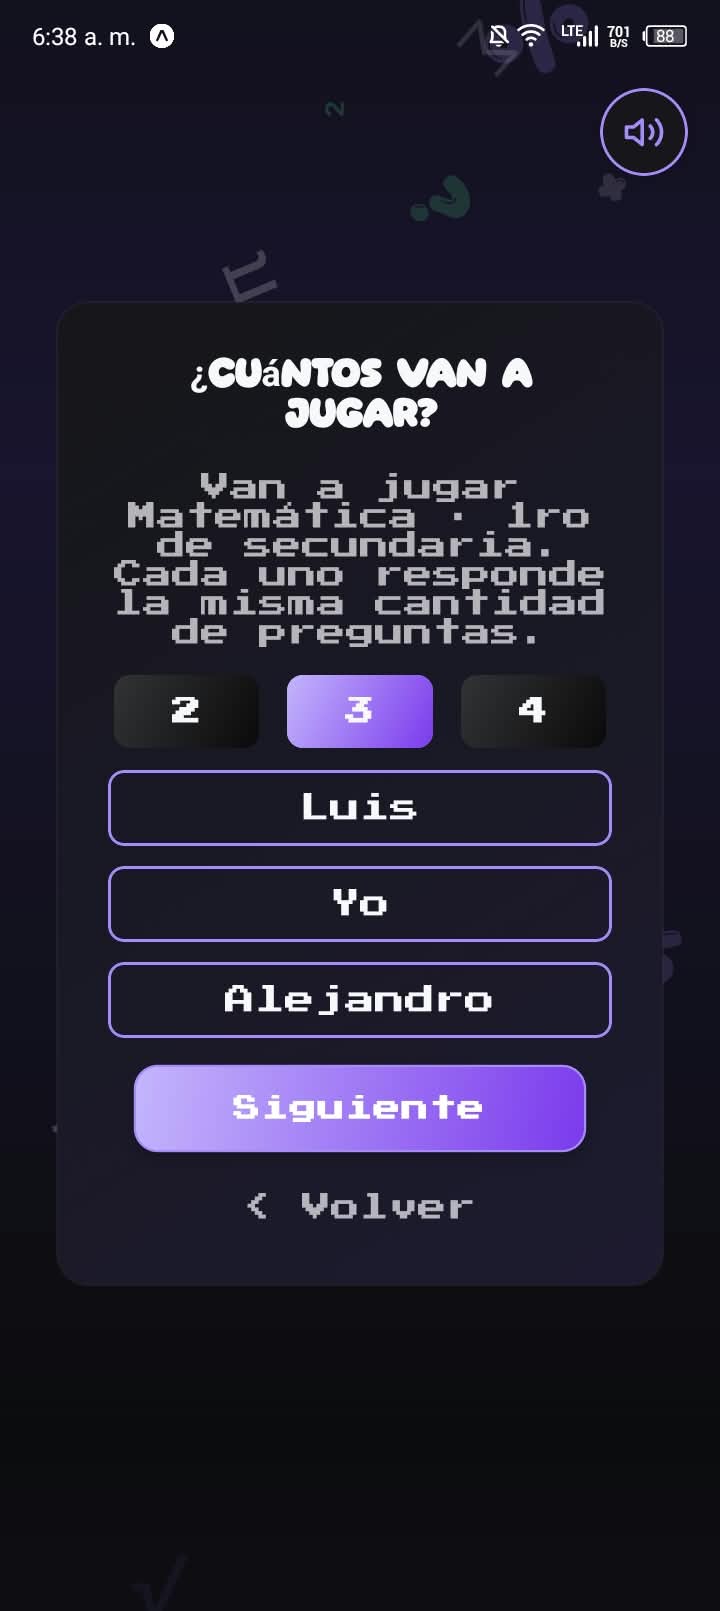 6:38 a. m.
LTE 701 B/S 88
2
¿CUáNTOS VAN A
JUGAR?
Van a jugar
Matemática · 1ro
de secundaria.
Cada uno responde
la misma cantidad
de preguntas.
2 3 4
Luis
Yo
Alejandro
Siguiente
< Volver